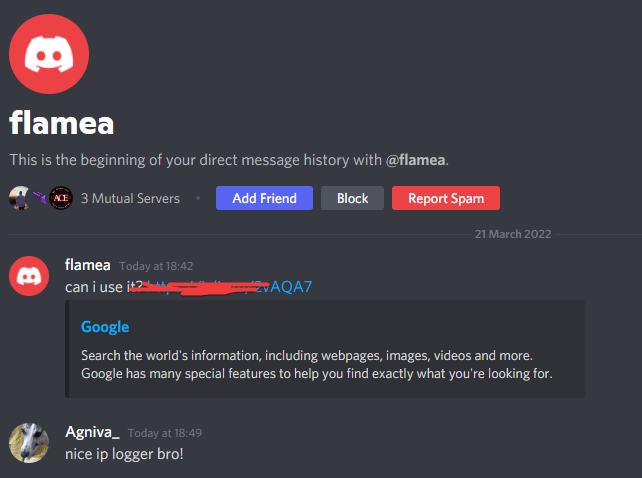 flamea
This is the beginning of your direct message history with @flamea.
ACE 3 Mutual Servers • Add Friend Block Report Spam
21 March 2022
flamea Today at 18:42
can i use it?
Google
Search the world's information, including webpages, images, videos and more.
Google has many special features to help you find exactly what you're looking for.
Agniva_ Today at 18:49
nice ip logger bro!